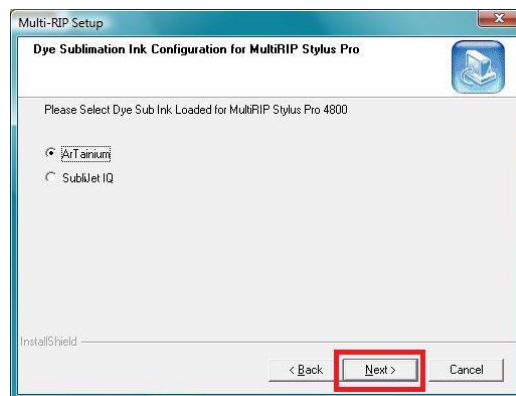 Multi-RIP Setup
Dye Sublimation Ink Configuration for MultiRIP Stylus Pro
Please Select Dye Sub Ink Loaded for MultiRIP Stylus Pro 4800
ArTainium
SubliJet IQ
InstallShield
< Back Next > Cancel